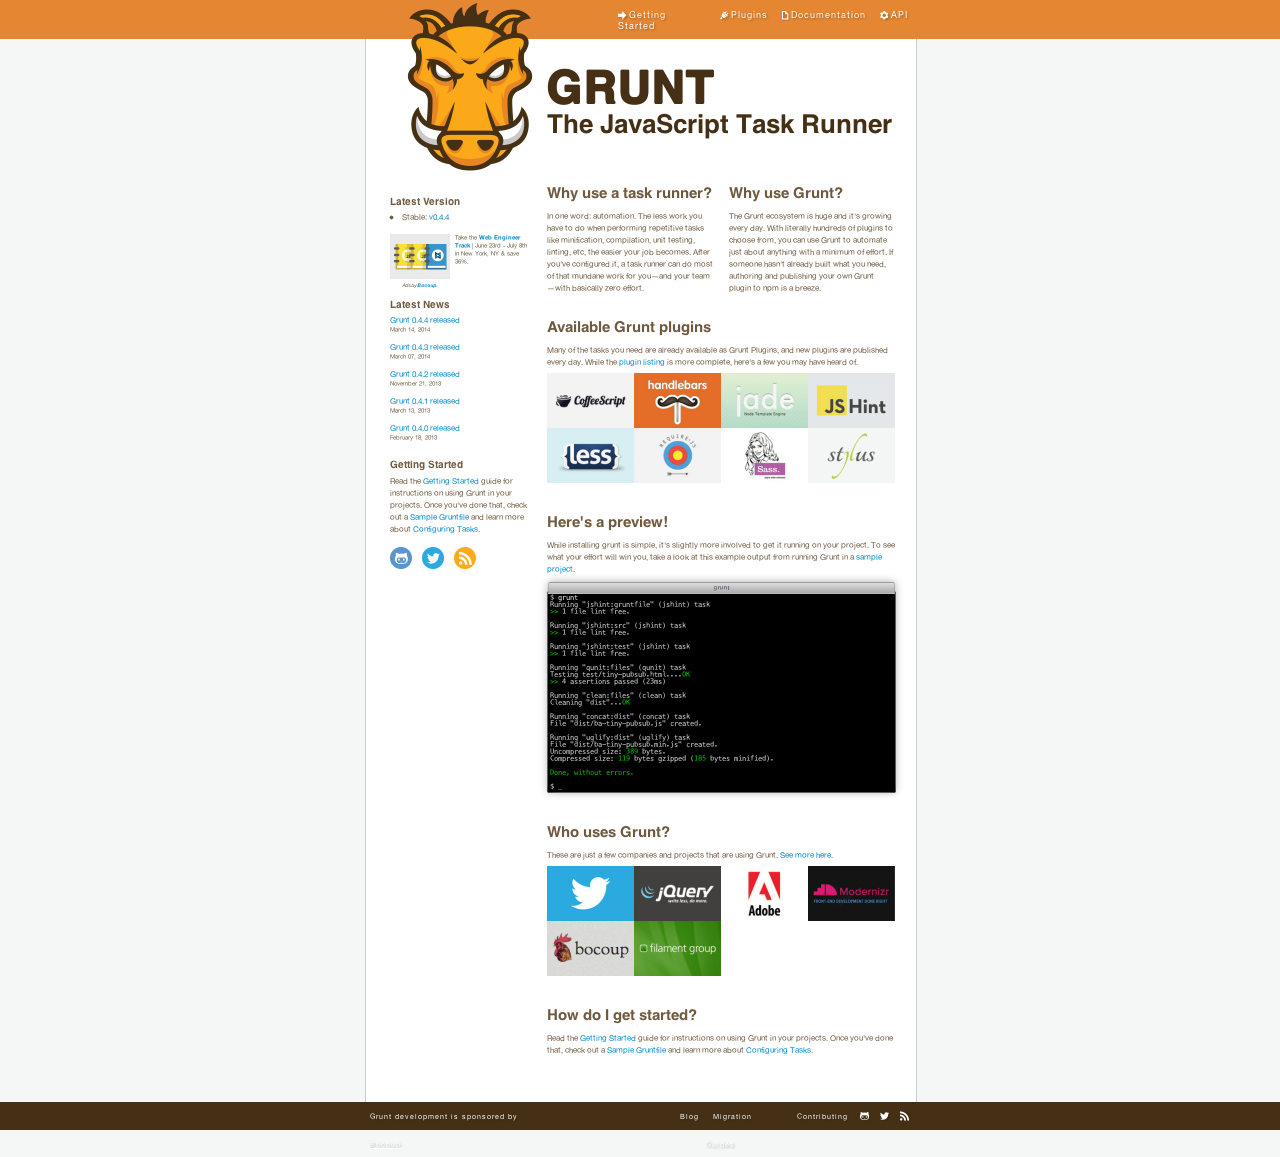 Getting
Started
Plugins
Documentation
API
GRUNT
The JavaScript Task Runner
Latest Version
Stable: v0.4.4
Take the Web Engineer
Track | June 23rd - July 8th
in New York, NY & save
36%.
Ads by Bocoup.
Latest News
Grunt 0.4.4 released
March 14, 2014
Grunt 0.4.3 released
March 07, 2014
Grunt 0.4.2 released
November 21, 2013
Grunt 0.4.1 released
March 13, 2013
Grunt 0.4.0 released
February 18, 2013
Getting Started
Read the Getting Started guide for
instructions on using Grunt in your
projects. Once you've done that, check
out a Sample Gruntfile and learn more
about Configuring Tasks.
Why use a task runner?
In one word: automation. The less work you
have to do when performing repetitive tasks
like minification, compilation, unit testing,
linting, etc, the easier your job becomes. After
you've configured it, a task runner can do most
of that mundane work for you—and your team
—with basically zero effort.
Why use Grunt?
The Grunt ecosystem is huge and it's growing
every day. With literally hundreds of plugins to
choose from, you can use Grunt to automate
just about anything with a minimum of effort. If
someone hasn't already built what you need,
authoring and publishing your own Grunt
plugin to npm is a breeze.
Available Grunt plugins
Many of the tasks you need are already available as Grunt Plugins, and new plugins are published
every day. While the plugin listing is more complete, here's a few you may have heard of.
CoffeeScript
handlebars
jade
Node Template Engine
JS Hint
{less}
REQUIRE-JS
Sass.
stylus
Here's a preview!
While installing grunt is simple, it's slightly more involved to get it running on your project. To see
what your effort will win you, take a look at this example output from running Grunt in a sample
project.
grunt
$ grunt
Running "jshint:gruntfile" (jshint) task
>> 1 file lint free.
Running "jshint:src" (jshint) task
>> 1 file lint free.
Running "jshint:test" (jshint) task
>> 1 file lint free.
Running "qunit:files" (qunit) task
Testing test/tiny-pubsub.html....OK
>> 4 assertions passed (23ms)
Running "clean:files" (clean) task
Cleaning "dist"...OK
Running "concat:dist" (concat) task
File "dist/ba-tiny-pubsub.js" created.
Running "uglify:dist" (uglify) task
File "dist/ba-tiny-pubsub.min.js" created.
Uncompressed size: 389 bytes.
Compressed size: 119 bytes gzipped (185 bytes minified).
Done, without errors.
$ _
Who uses Grunt?
These are just a few companies and projects that are using Grunt. See more here.
jQuery
write less, do more.
Adobe
Modernizr
FRONT-END DEVELOPMENT DONE RIGHT
bocoup
filament group
How do I get started?
Read the Getting Started guide for instructions on using Grunt in your projects. Once you've done
that, check out a Sample Gruntfile and learn more about Configuring Tasks.
Grunt development is sponsored by
Blog
Migration
Contributing
Bocoup
Guides